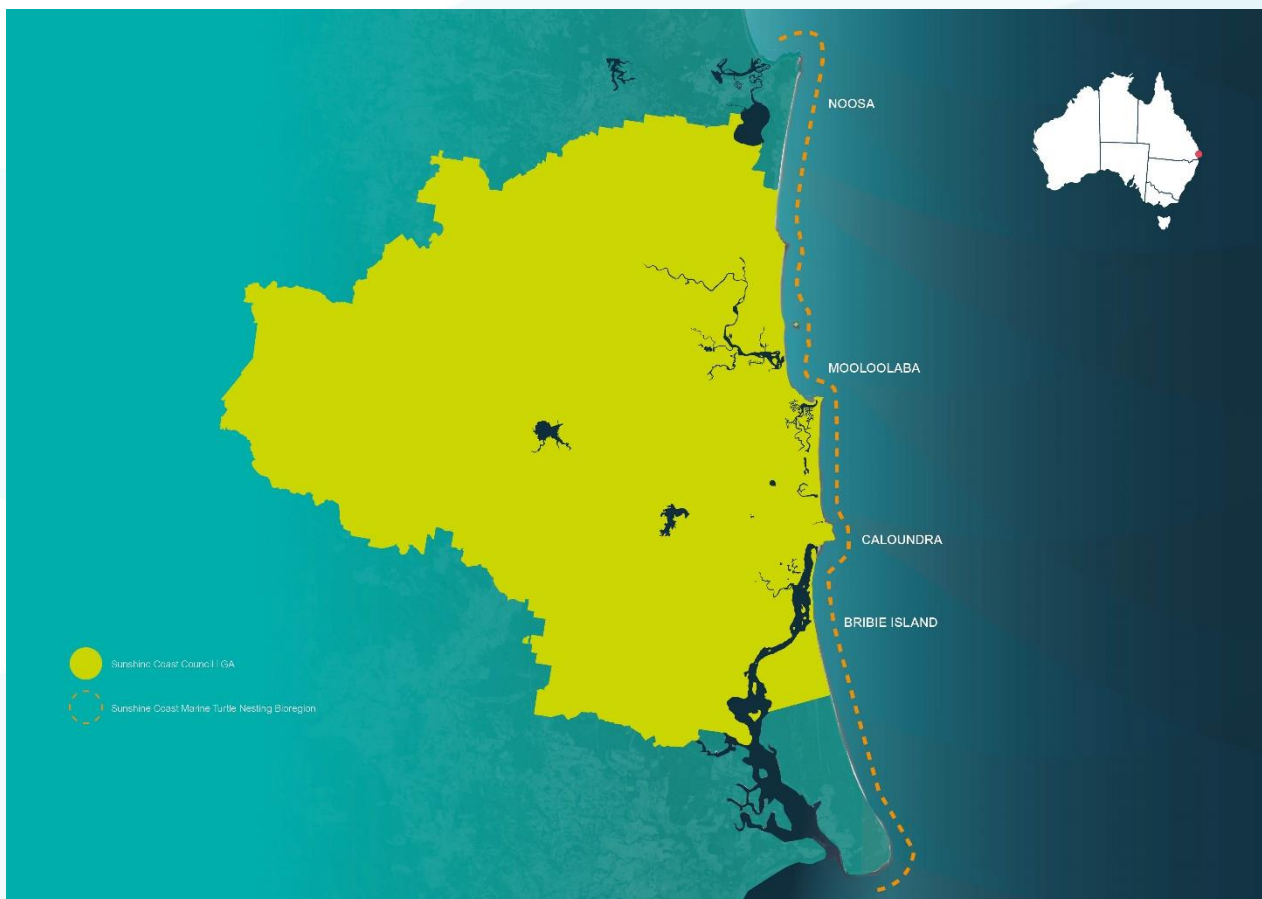 NOOSA
MOOLOOLABA
CALOUNDRA
BRIBIE ISLAND
Sunshine Coast Council LGA
Sunshine Coast Marine Turtle Nesting Bioregion